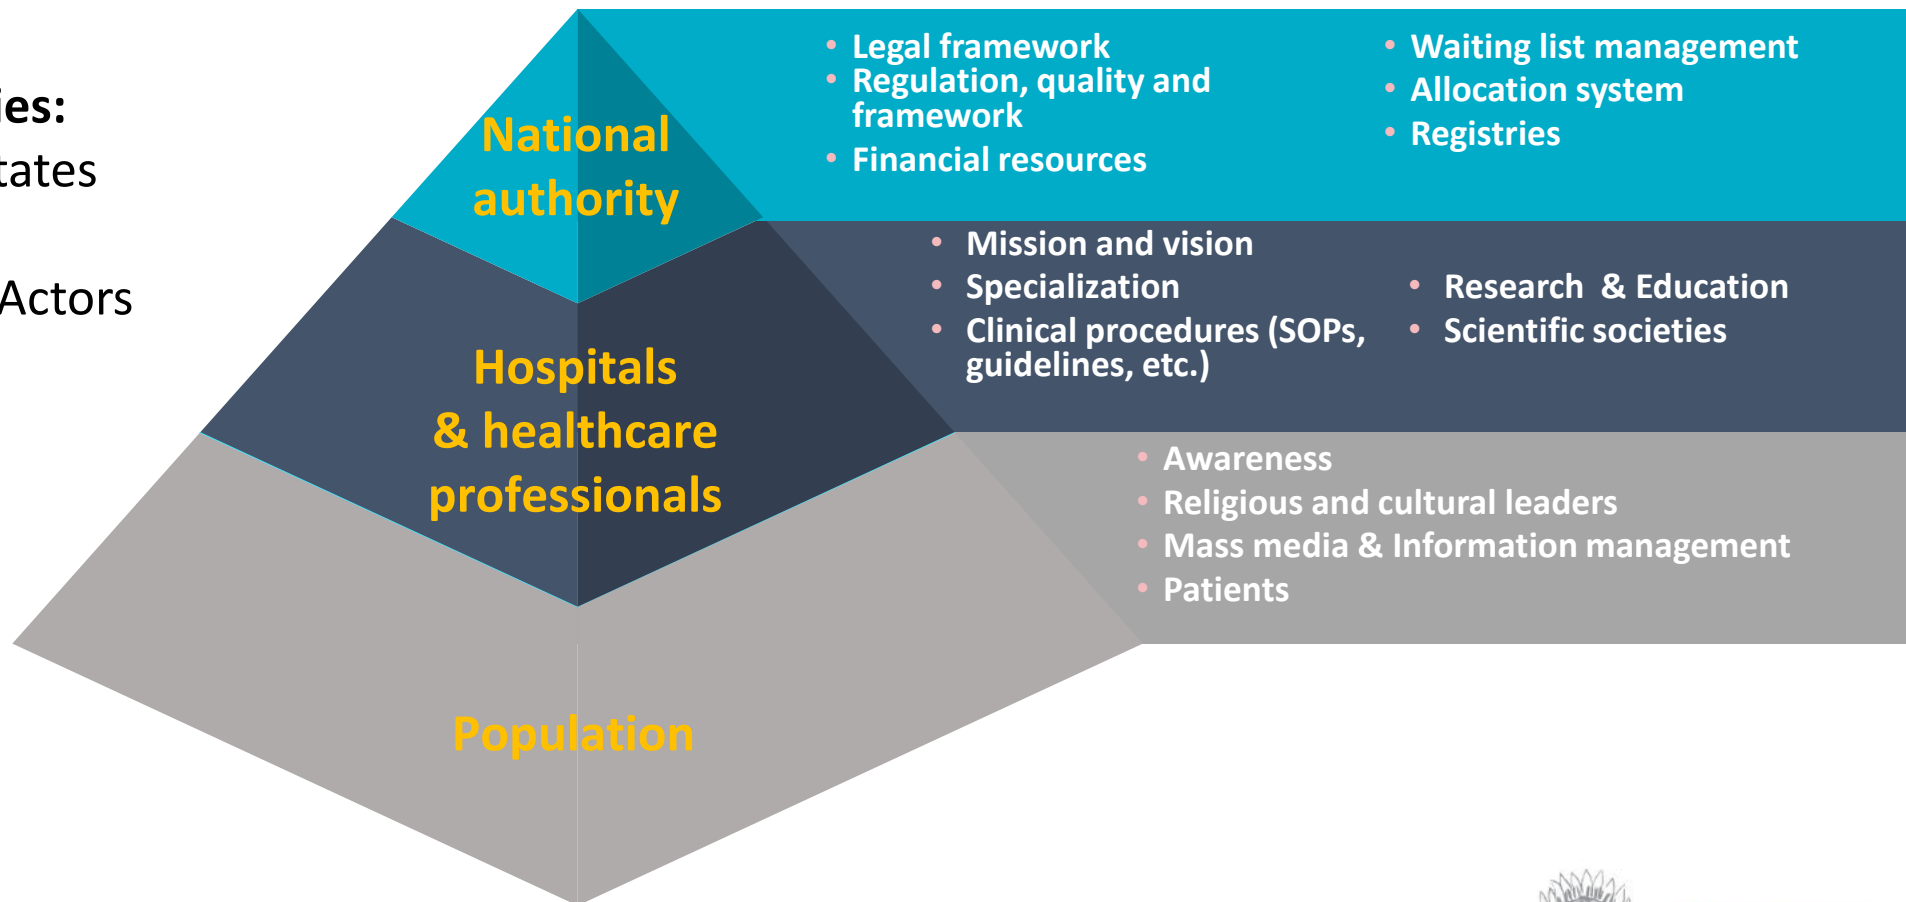 ies:
tates
Actors
National
authority
• Legal framework
• Regulation, quality and
framework
• Financial resources
• Waiting list management
• Allocation system
• Registries
Hospitals
& healthcare
professionals
• Mission and vision
• Specialization
• Clinical procedures (SOPs,
guidelines, etc.)
• Research & Education
• Scientific societies
Population
• Awareness
• Religious and cultural leaders
• Mass media & Information management
• Patients